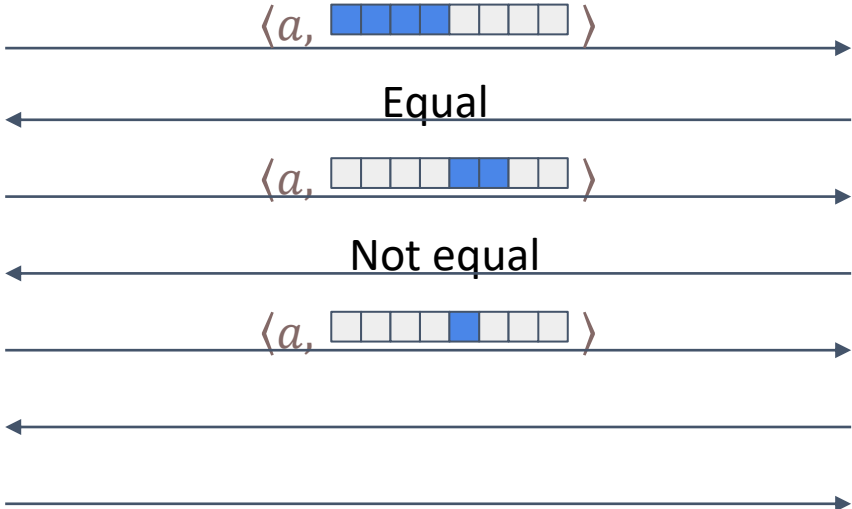 ⟨a, ⟩
Equal
⟨a, ⟩
Not equal
⟨a, ⟩